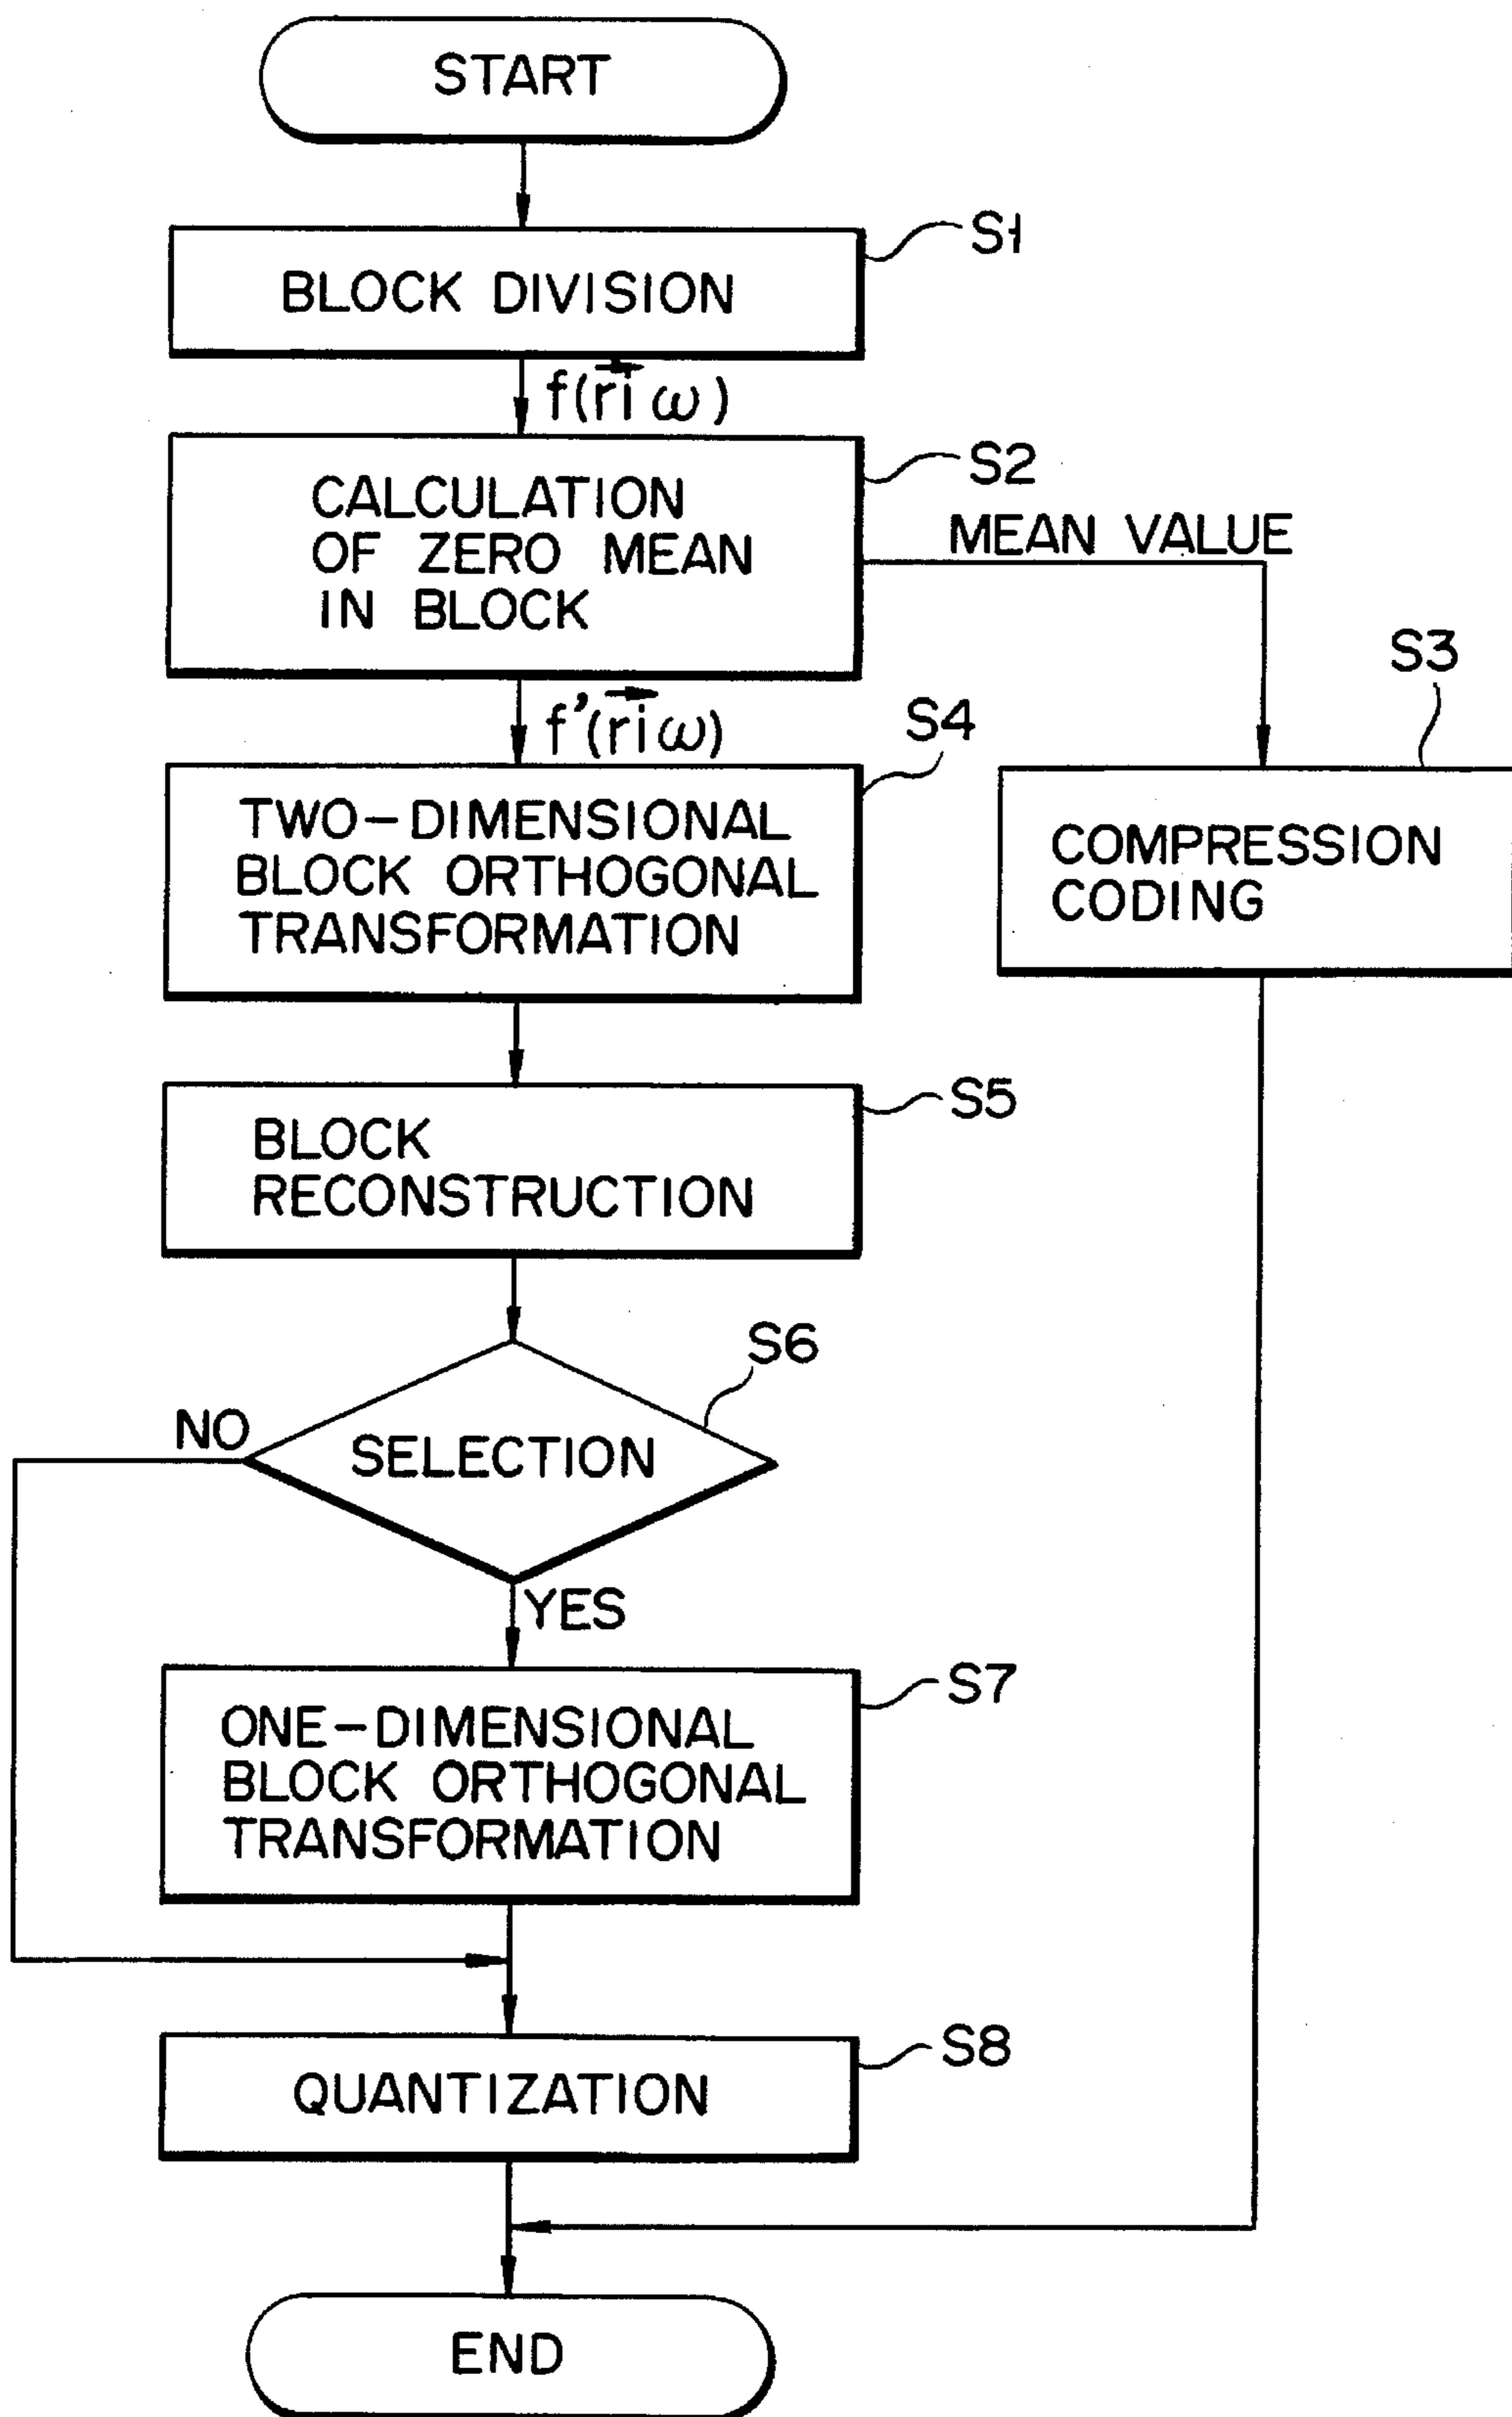 START
S1
BLOCK DIVISION
f(r⃗i⃗ ω)
S2
CALCULATION
OF ZERO MEAN
IN BLOCK
MEAN VALUE
S3
f'(r⃗i⃗ ω)
S4
TWO-DIMENSIONAL
BLOCK ORTHOGONAL
TRANSFORMATION
COMPRESSION
CODING
S5
BLOCK
RECONSTRUCTION
S6
NO
SELECTION
YES
S7
ONE-DIMENSIONAL
BLOCK ORTHOGONAL
TRANSFORMATION
S8
QUANTIZATION
END